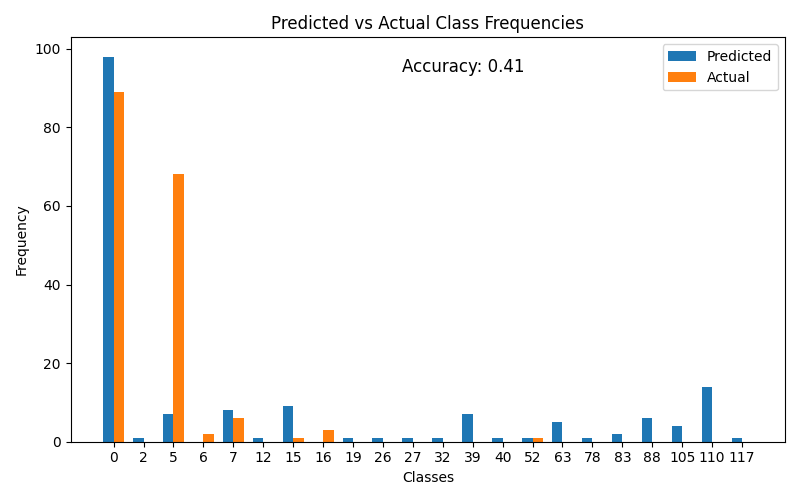 Predicted vs Actual Class Frequencies
100
80
60
40
20
0
Frequency
Accuracy: 0.41
Predicted
Actual
0 2 5 6 7 12 15 16 19 26 27 32 39 40 52 63 78 83 88 105 110 117
Classes